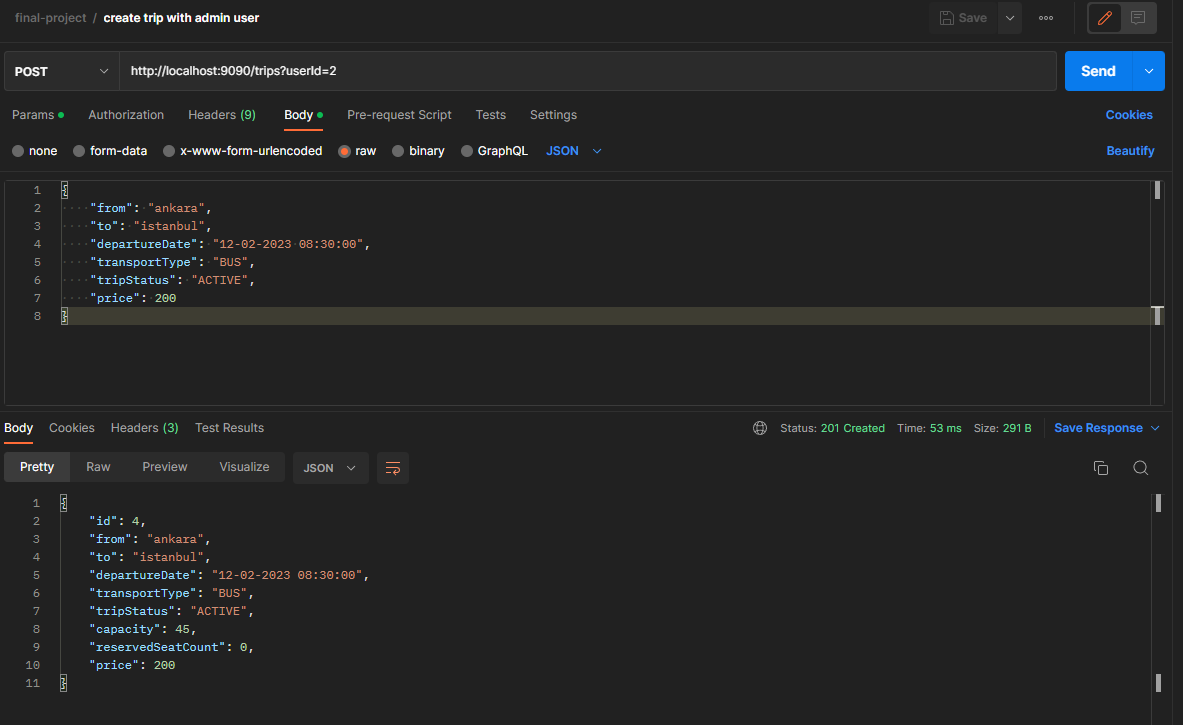 final-project / create trip with admin user Save
POST http://localhost:9090/trips?userId=2 Send
Params Authorization Headers (9) Body Pre-request Script Tests Settings Cookies
none form-data x-www-form-urlencoded raw binary GraphQL JSON Beautify
1 {
2 "from": "ankara",
3 "to": "istanbul",
4 "departureDate": "12-02-2023 08:30:00",
5 "transportType": "BUS",
6 "tripStatus": "ACTIVE",
7 "price": 200
8 }
Body Cookies Headers (3) Test Results Status: 201 Created Time: 53 ms Size: 291 B Save Response
Pretty Raw Preview Visualize JSON
1 {
2 "id": 4,
3 "from": "ankara",
4 "to": "istanbul",
5 "departureDate": "12-02-2023 08:30:00",
6 "transportType": "BUS",
7 "tripStatus": "ACTIVE",
8 "capacity": 45,
9 "reservedSeatCount": 0,
10 "price": 200
11 }